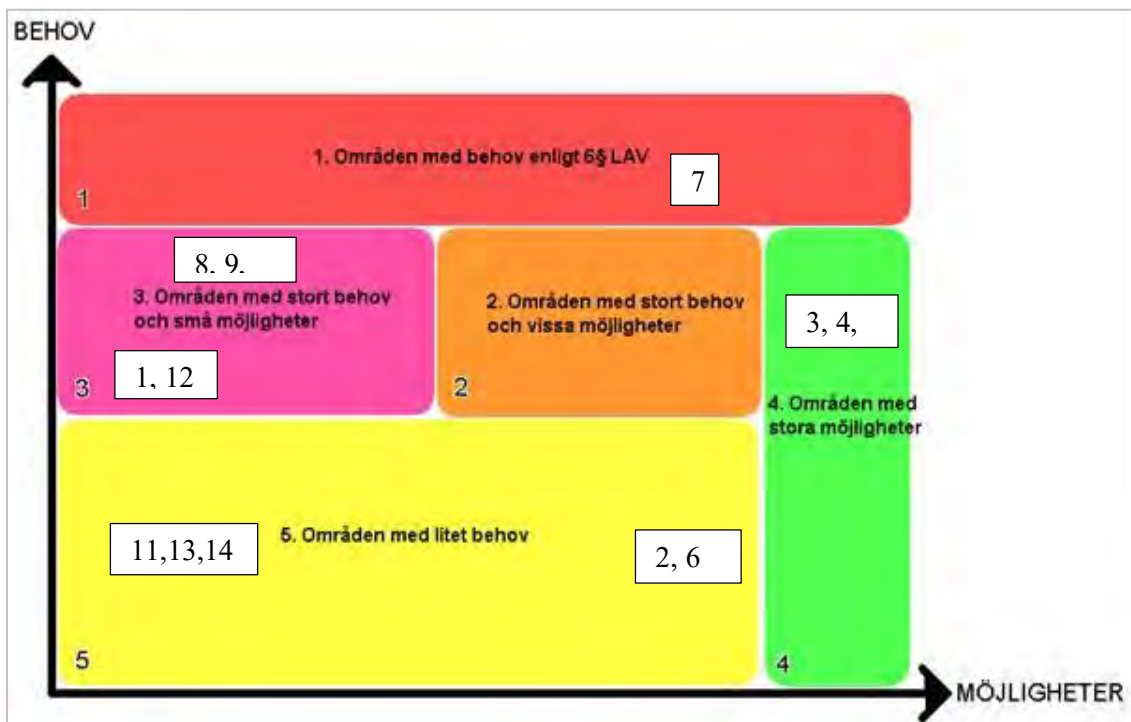 BEHOV
1. Områden med behov enligt 6§ LAV
7
1
8, 9,
3. Områden med stort behov
och små möjligheter
1, 12
3
2. Områden med stort behov
och vissa möjligheter
2
3, 4,
4. Områden med
stora möjligheter
11,13,14
5. Områden med litet behov
2, 6
5
4
MÖJLIGHETER